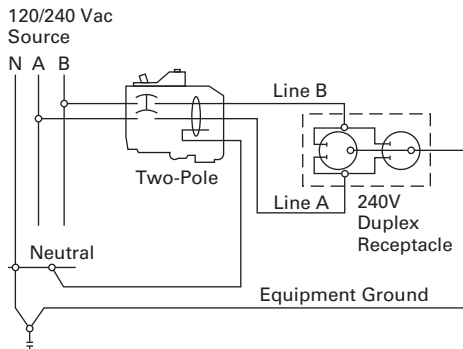 120/240 Vac
Source
N A B
Line B
Two-Pole
Line A
240V
Duplex
Receptacle
Neutral
Equipment Ground